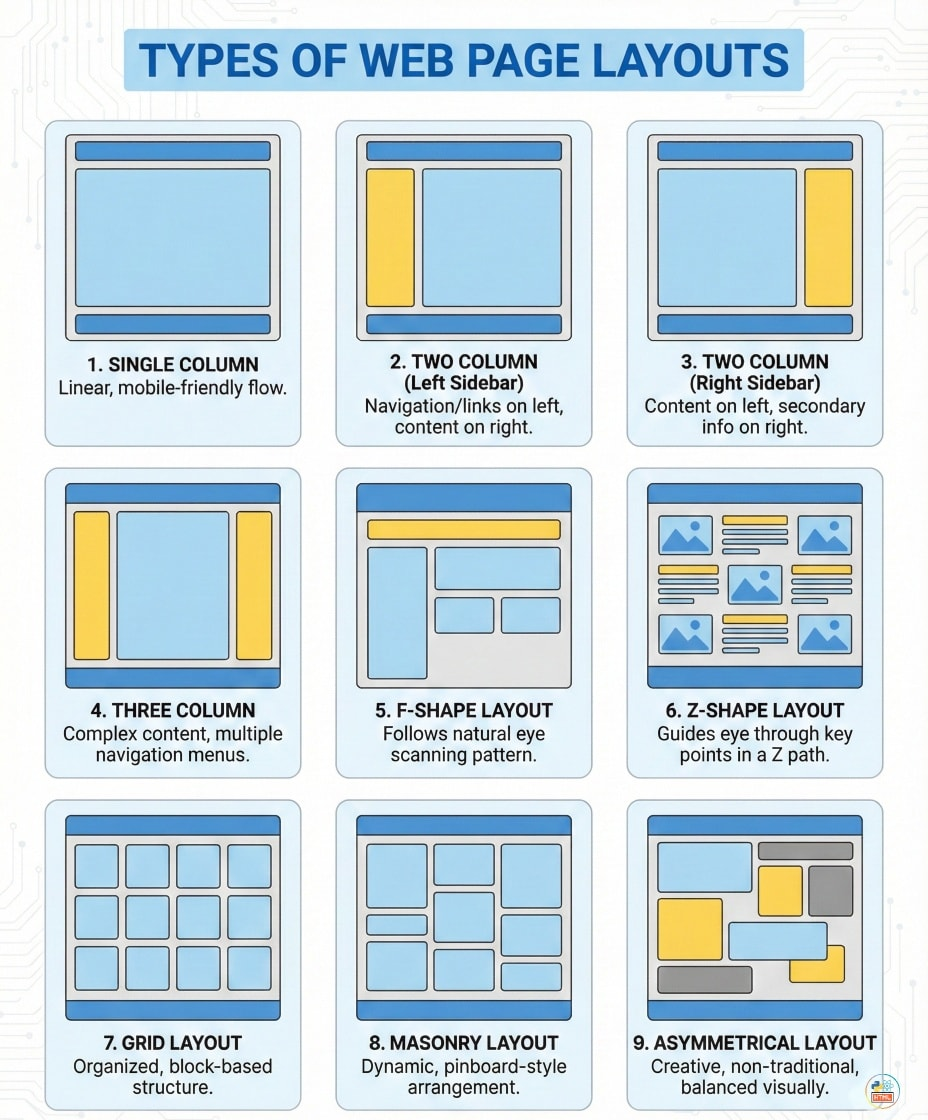 TYPES OF WEB PAGE LAYOUTS
1. SINGLE COLUMN
Linear, mobile-friendly flow.
2. TWO COLUMN
(Left Sidebar)
Navigation/links on left,
content on right.
3. TWO COLUMN
(Right Sidebar)
Content on left, secondary
info on right.
4. THREE COLUMN
Complex content, multiple
navigation menus.
5. F-SHAPE LAYOUT
Follows natural eye
scanning pattern.
6. Z-SHAPE LAYOUT
Guides eye through key
points in a Z path.
7. GRID LAYOUT
Organized, block-based
structure.
8. MASONRY LAYOUT
Dynamic, pinboard-style
arrangement.
9. ASYMMETRICAL LAYOUT
Creative, non-traditional,
balanced visually.
HTML